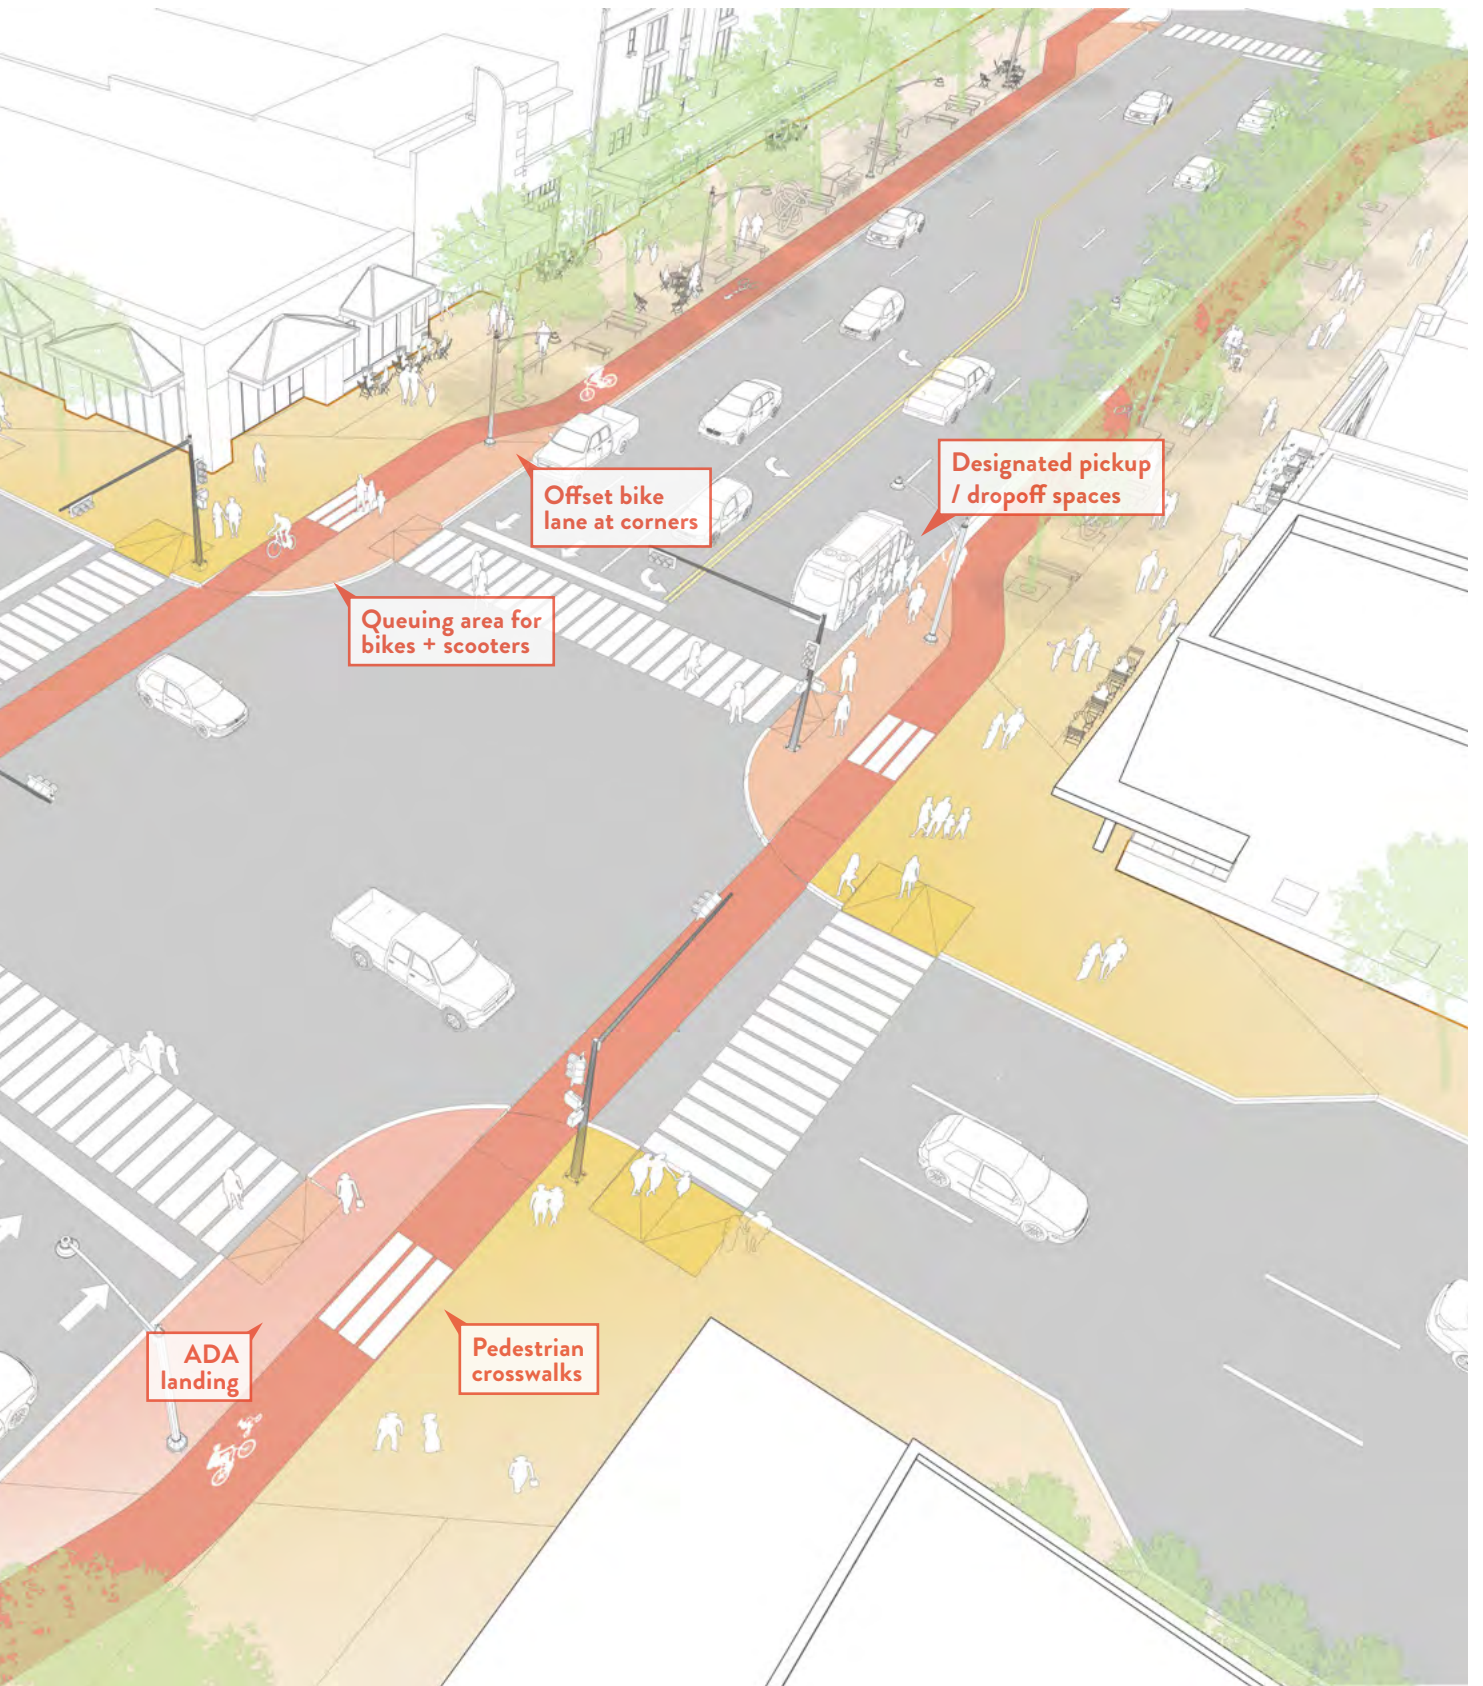 Designated pickup
/ dropoff spaces
Offset bike
lane at corners
Queuing area for
bikes + scooters
ADA
landing
Pedestrian
crosswalks